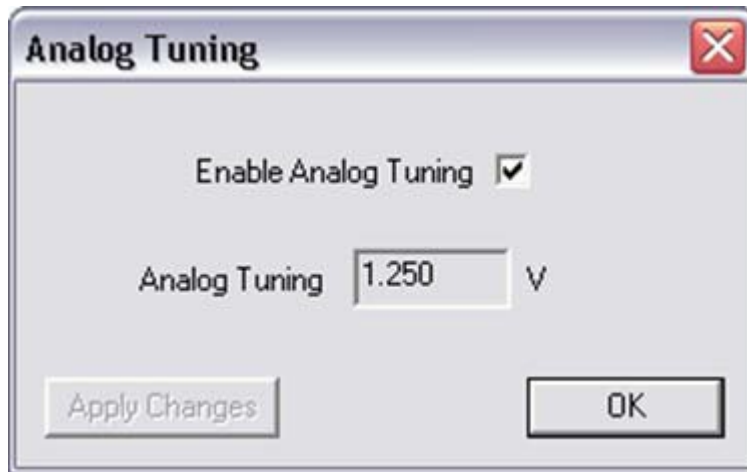 Analog Tuning
Enable Analog Tuning
Analog Tuning 1.250 V
Apply Changes OK